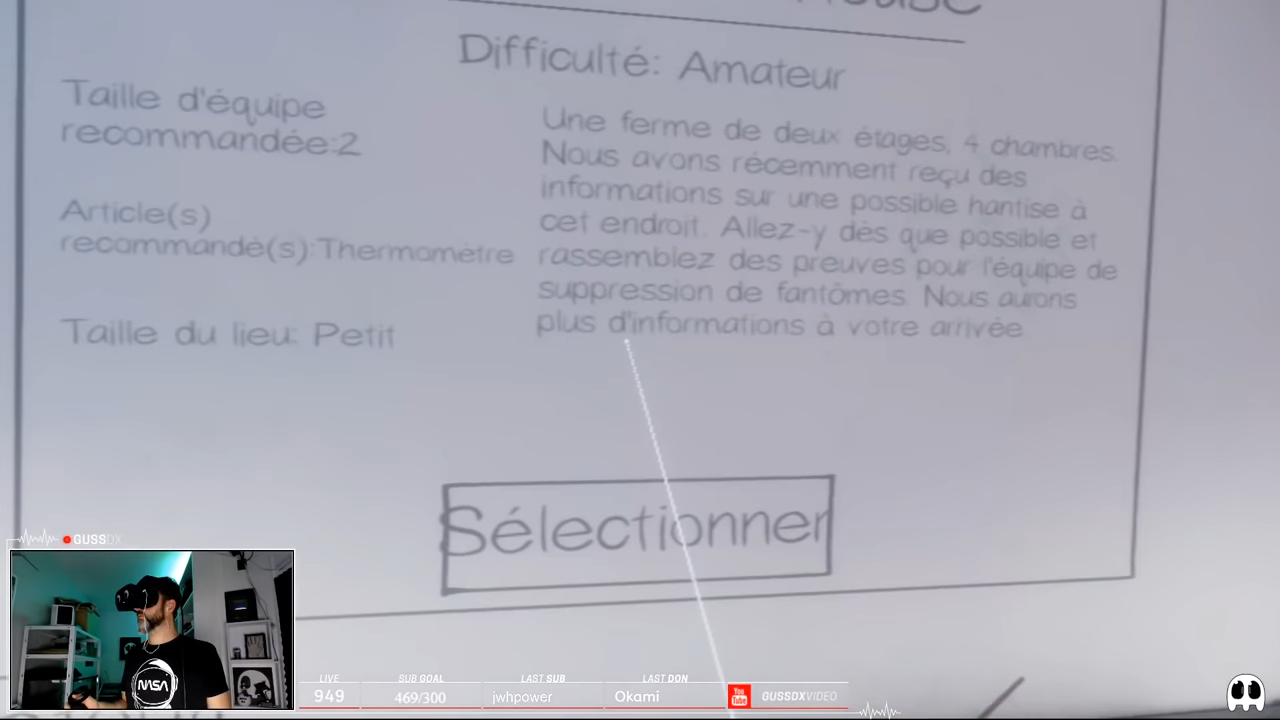 Difficulté: Amateur
Taille d'équipe
recommandée:2
Article(s)
recommandé(s):Thermomètre
Taille du lieu: Petit
Une ferme de deux étages, 4 chambres.
Nous avons récemment reçu des
informations sur une possible hantise à
cet endroit. Allez-y dès que possible et
rassemblez des preuves pour l'équipe de
suppression de fantômes. Nous aurons
plus d'informations à votre arrivée
Sélectionner
GUSSDX
NASA
LIVE
949
SUB GOAL
469/300
LAST SUB
jwhpower
LAST DON
Okami
You
Tube
GUSSDXVIDEO